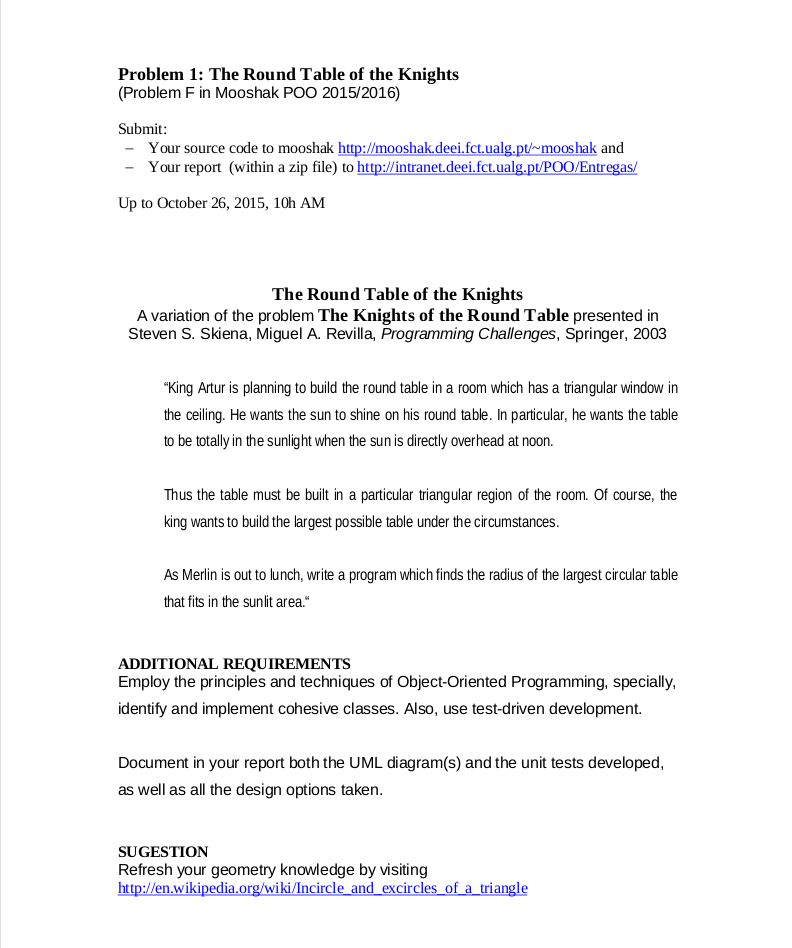 Problem 1: The Round Table of the Knights
(Problem F in Mooshak POO 2015/2016)
Submit:
– Your source code to mooshak http://mooshak.deei.fct.ualg.pt/~mooshak and
– Your report (within a zip file) to http://intranet.deei.fct.ualg.pt/POO/Entregas/
Up to October 26, 2015, 10h AM
The Round Table of the Knights
A variation of the problem The Knights of the Round Table presented in
Steven S. Skiena, Miguel A. Revilla, Programming Challenges, Springer, 2003
“King Artur is planning to build the round table in a room which has a triangular window in
the ceiling. He wants the sun to shine on his round table. In particular, he wants the table
to be totally in the sunlight when the sun is directly overhead at noon.
Thus the table must be built in a particular triangular region of the room. Of course, the
king wants to build the largest possible table under the circumstances.
As Merlin is out to lunch, write a program which finds the radius of the largest circular table
that fits in the sunlit area.“
ADDITIONAL REQUIREMENTS
Employ the principles and techniques of Object-Oriented Programming, specially,
identify and implement cohesive classes. Also, use test-driven development.
Document in your report both the UML diagram(s) and the unit tests developed,
as well as all the design options taken.
SUGESTION
Refresh your geometry knowledge by visiting
http://en.wikipedia.org/wiki/Incircle_and_excircles_of_a_triangle